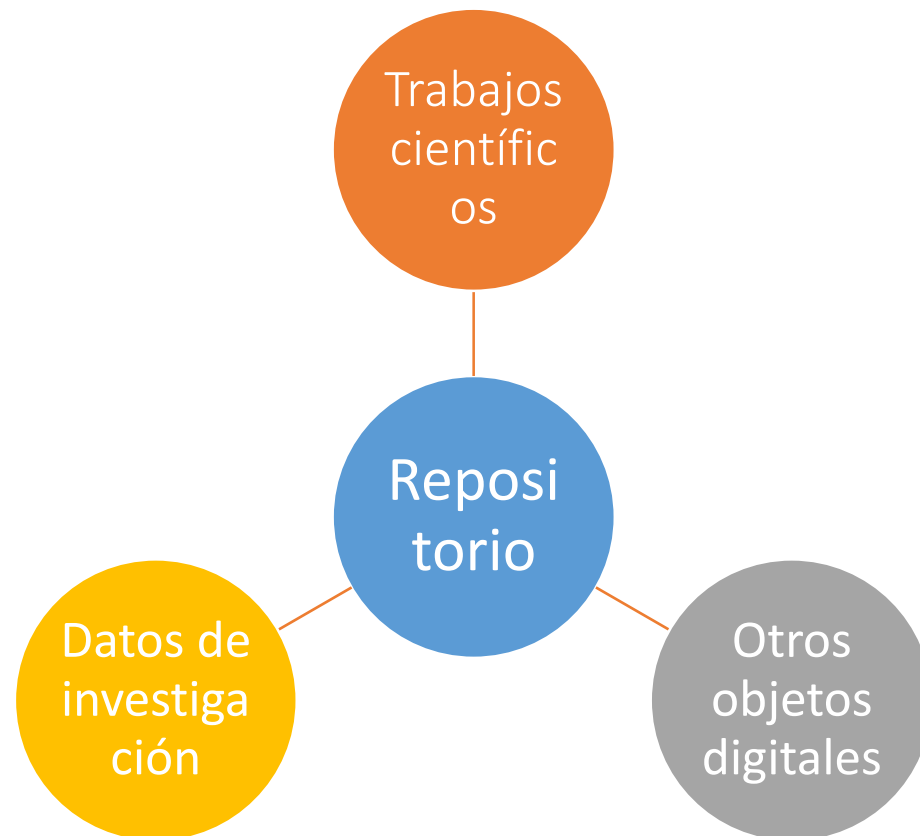 Trabajos
científic
os
Reposi
torio
Datos de
investiga
ción
Otros
objetos
digitales